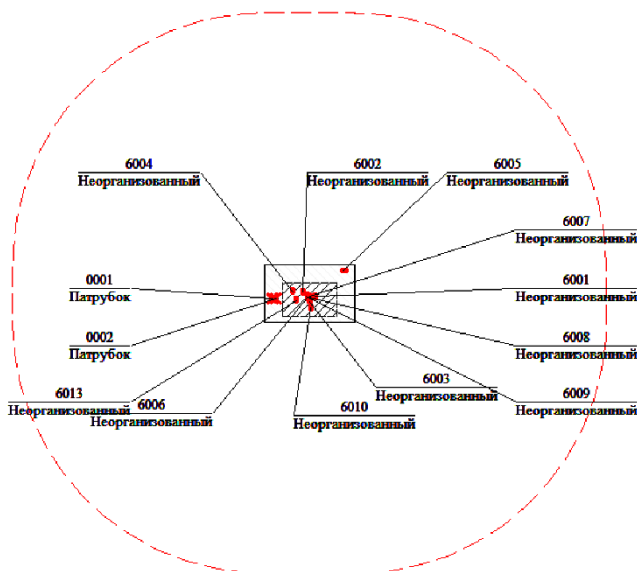 6004
Неорганизованный
6002
Неорганизованный
6005
Неорганизованный
6007
Неорганизованный
0001
Патрубок
6001
Неорганизованный
0002
Патрубок
6008
Неорганизованный
6003
Неорганизованный
6013
Неорганизованный
6006
Неорганизованный
6010
Неорганизованный
6009
Неорганизованный